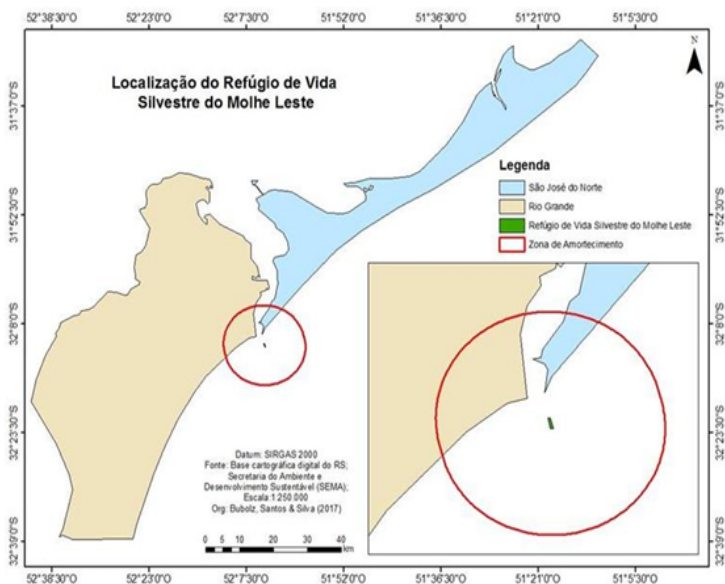 52°38'30"O 52°23'0"O 52°7'30"O 51°52'0"O 51°36'30"O 51°21'0"O 51°5'30"O
Localização do Refúgio de Vida
Silvestre do Molhe Leste
N
31°37'0"S 31°37'0"S
Legenda
São José do Norte
Rio Grande
Refúgio de Vida Silvestre do Molhe Leste
Zona de Amortecimento
31°52'30"S 31°52'30"S
32°8'0"S 32°8'0"S
32°23'30"S 32°23'30"S
Datum: SIRGAS 2000
Fonte: Base cartográfica digital do RS;
Secretaria do Ambiente e
Desenvolvimento Sustentável (SEMA);
Escala:1:250.000
Org: Bubolz, Santos & Silva (2017)
0 5 10 20 30 40
km
32°39'0"S 32°39'0"S
52°38'30"O 52°23'0"O 52°7'30"O 51°52'0"O 51°36'30"O 51°21'0"O 51°5'30"O